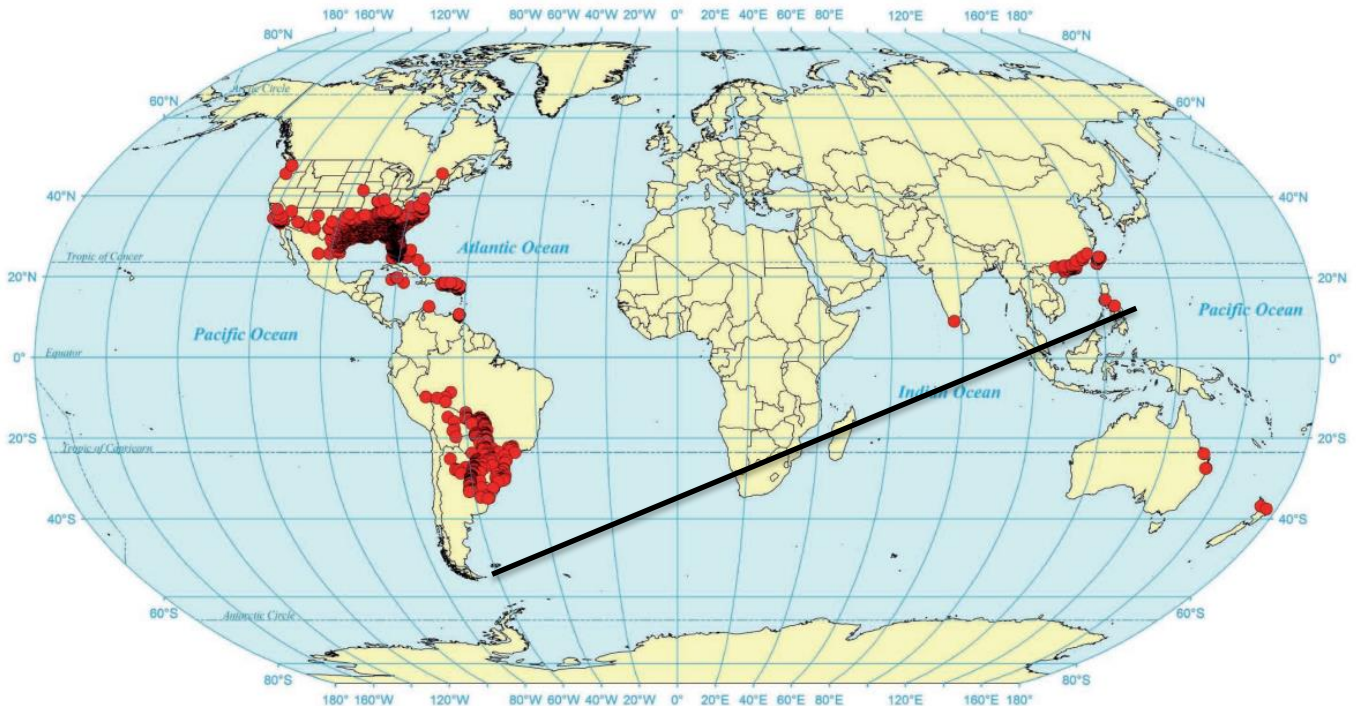 180° 160°W 120°W 80°W 60°W 40°W 20°W 0° 20°E 40°E 60°E 80°E 120°E 160°E 180°
80°N 80°N
Arctic Circle
60°N 60°N
40°N 40°N
Atlantic Ocean
Tropic of Cancer
20°N 20°N
Pacific Ocean Pacific Ocean
Equator
0° 0°
Indian Ocean
20°S 20°S
Tropic of Capricorn
40°S 40°S
60°S 60°S
Antarctic Circle
80°S 80°S
180° 160°W 120°W 80°W 60°W 40°W 20°W 0° 20°E 40°E 60°E 80°E 120°E 160°E 180°